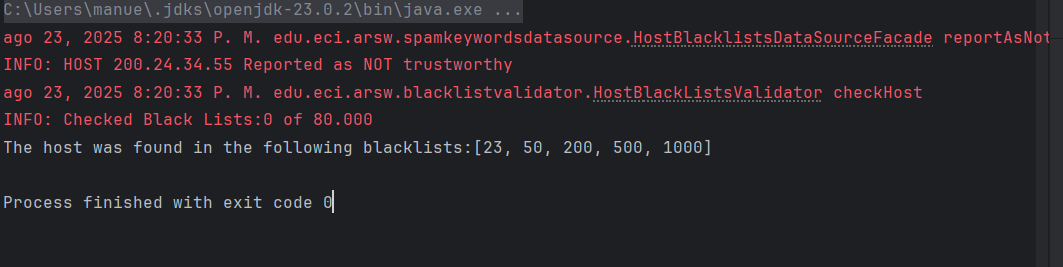 C:\Users\manue\.jdks\openjdk-23.0.2\bin\java.exe ...
ago 23, 2025 8:20:33 P. M. edu.eci.arsw.spamkeywordsdatasource.HostBlacklistsDataSourceFacade reportAsNot
INFO: HOST 200.24.34.55 Reported as NOT trustworthy
ago 23, 2025 8:20:33 P. M. edu.eci.arsw.blacklistvalidator.HostBlackListsValidator checkHost
INFO: Checked Black Lists:0 of 80.000
The host was found in the following blacklists:[23, 50, 200, 500, 1000]
Process finished with exit code 0